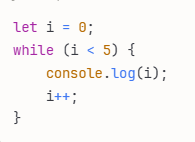 let i = 0;
while (i < 5) {
    console.log(i);
    i++;
}